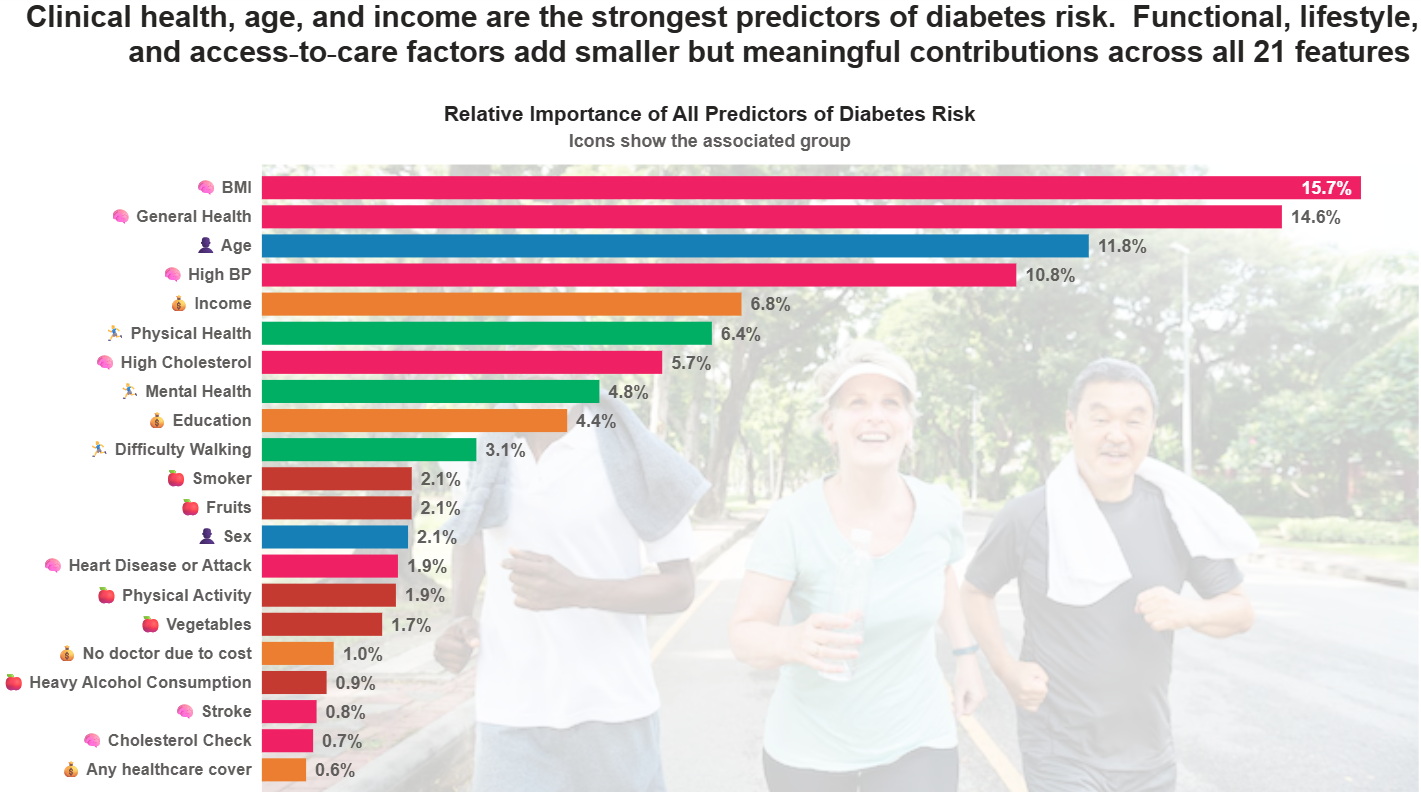 Clinical health, age, and income are the strongest predictors of diabetes risk.  Functional, lifestyle,
and access-to-care factors add smaller but meaningful contributions across all 21 features
Relative Importance of All Predictors of Diabetes Risk
Icons show the associated group
🧠 BMI 15.7%
🧠 General Health 14.6%
👤 Age 11.8%
🧠 High BP 10.8%
💰 Income 6.8%
🏃 Physical Health 6.4%
🧠 High Cholesterol 5.7%
🏃 Mental Health 4.8%
💰 Education 4.4%
🏃 Difficulty Walking 3.1%
🍎 Smoker 2.1%
🍎 Fruits 2.1%
👤 Sex 2.1%
🧠 Heart Disease or Attack 1.9%
🍎 Physical Activity 1.9%
🍎 Vegetables 1.7%
💰 No doctor due to cost 1.0%
🍎 Heavy Alcohol Consumption 0.9%
🧠 Stroke 0.8%
🧠 Cholesterol Check 0.7%
💰 Any healthcare cover 0.6%